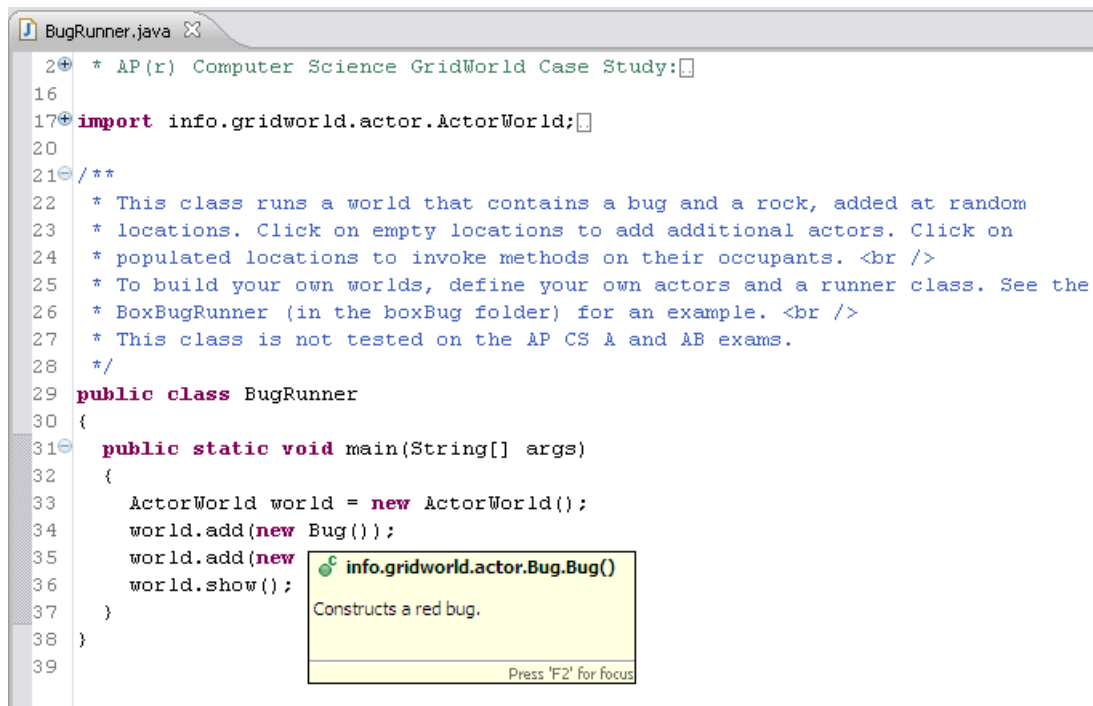 BugRunner.java
2 * AP(r) Computer Science GridWorld Case Study:
16
17 import info.gridworld.actor.ActorWorld;
20
21 /**
22 * This class runs a world that contains a bug and a rock, added at random
23 * locations. Click on empty locations to add additional actors. Click on
24 * populated locations to invoke methods on their occupants. <br />
25 * To build your own worlds, define your own actors and a runner class. See the
26 * BoxBugRunner (in the boxBug folder) for an example. <br />
27 * This class is not tested on the AP CS A and AB exams.
28 */
29 public class BugRunner
30 {
31 public static void main(String[] args)
32 {
33 ActorWorld world = new ActorWorld();
34 world.add(new Bug());
35 world.add(new
36 world.show();
37 }
38 }
39
info.gridworld.actor.Bug.Bug()
Constructs a red bug.
Press 'F2' for focus